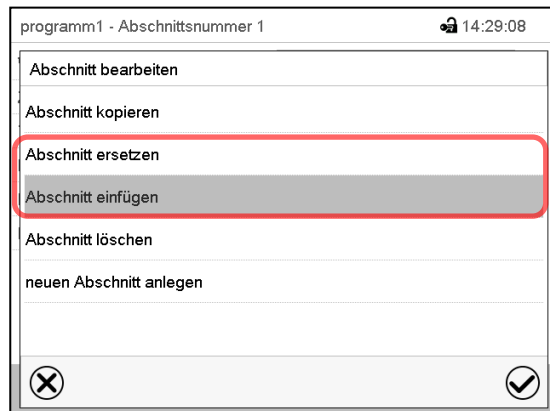 programm1 - Abschnittsnummer 1 14:29:08
Abschnitt bearbeiten
Abschnitt kopieren
Abschnitt ersetzen
Abschnitt einfügen
Abschnitt löschen
neuen Abschnitt anlegen